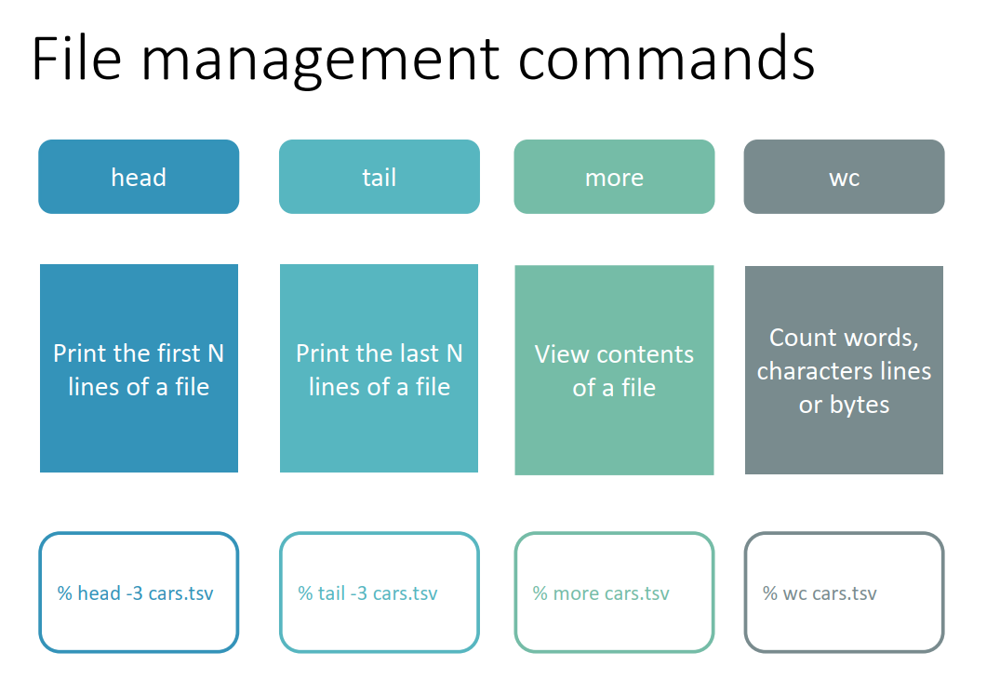 File management commands
head
tail
more
wc
Print the first N
lines of a file
Print the last N
lines of a file
View contents
of a file
Count words,
characters lines
or bytes
% head -3 cars.tsv
% tail -3 cars.tsv
% more cars.tsv
% wc cars.tsv